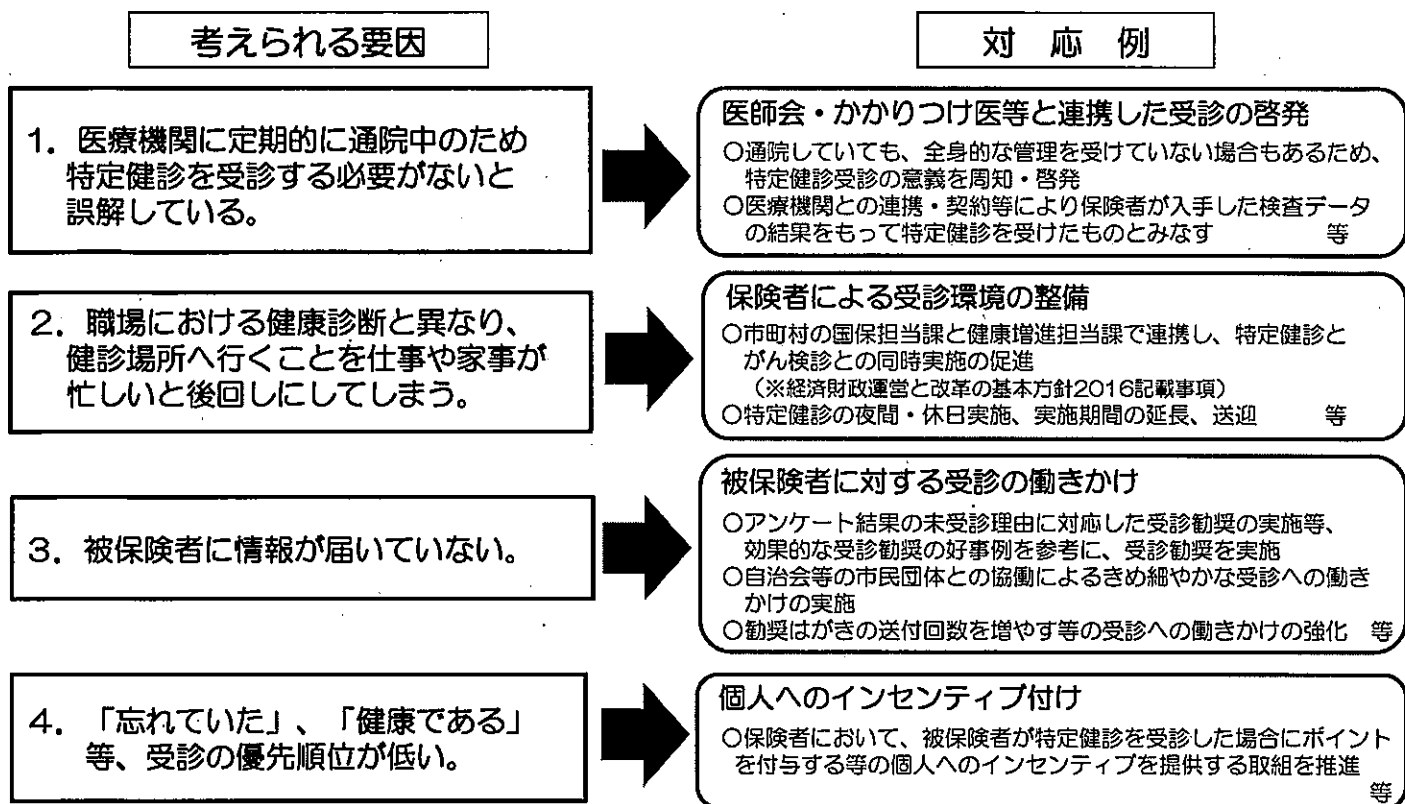 考えられる要因
対 応 例
1．医療機関に定期的に通院中のため
特定健診を受診する必要がないと
誤解している。
医師会・かかりつけ医等と連携した受診の啓発
○通院していても、全身的な管理を受けていない場合もあるため、
特定健診受診の意義を周知・啓発
○医療機関との連携・契約等により保険者が入手した検査データ
の結果をもって特定健診を受けたものとみなす 等
2．職場における健康診断と異なり、
健診場所へ行くことを仕事や家事が
忙しいと後回しにしてしまう。
保険者による受診環境の整備
○市町村の国保担当課と健康増進担当課で連携し、特定健診と
がん検診との同時実施の促進
（※経済財政運営と改革の基本方針2016記載事項）
○特定健診の夜間・休日実施、実施期間の延長、送迎 等
3．被保険者に情報が届いていない。
被保険者に対する受診の働きかけ
○アンケート結果の未受診理由に対応した受診勧奨の実施等、
効果的な受診勧奨の好事例を参考に、受診勧奨を実施
○自治会等の市民団体との協働によるきめ細やかな受診への働き
かけの実施
○勧奨はがきの送付回数を増やす等の受診への働きかけの強化 等
4．「忘れていた」、「健康である」
等、受診の優先順位が低い。
個人へのインセンティブ付け
○保険者において、被保険者が特定健診を受診した場合にポイント
を付与する等の個人へのインセンティブを提供する取組を推進
等